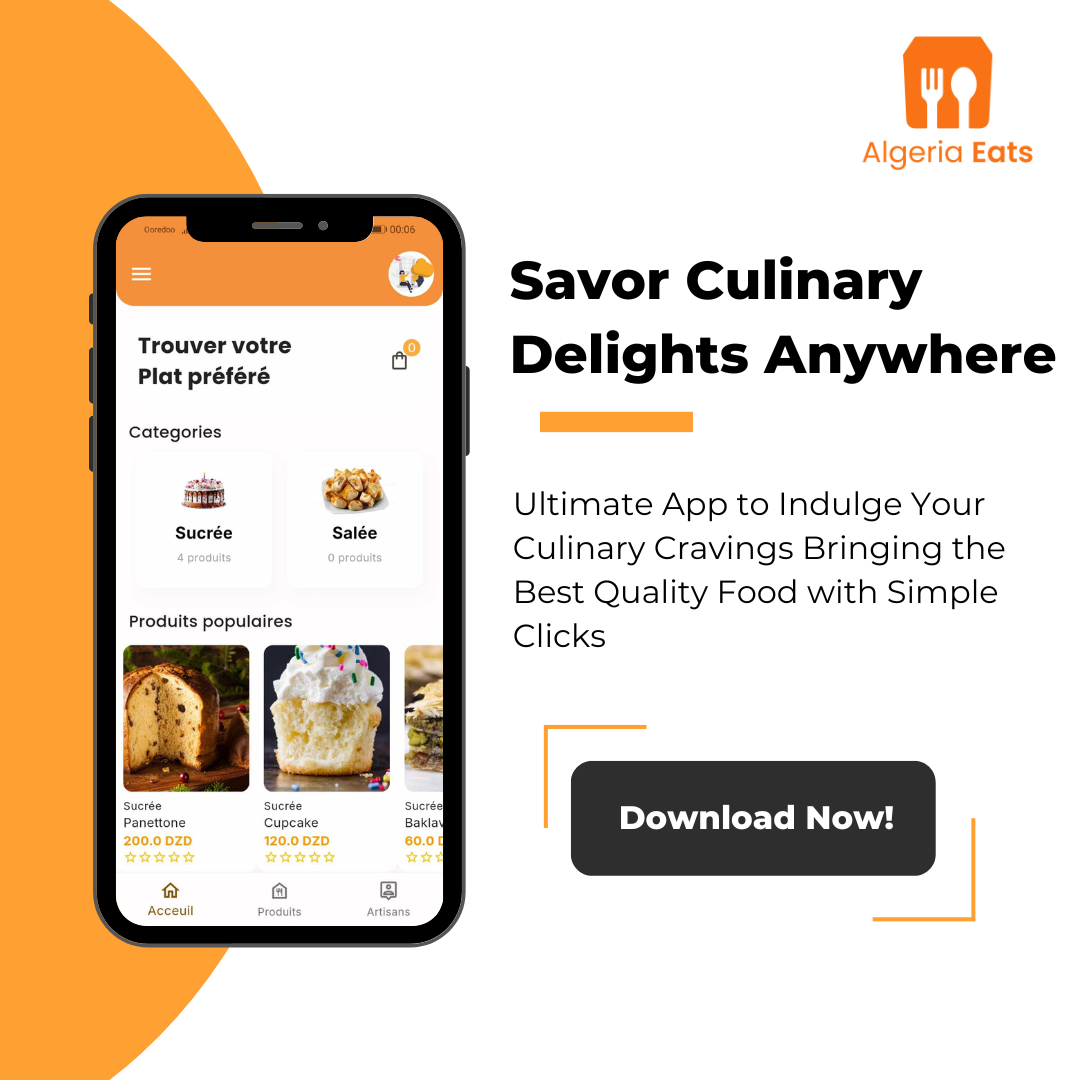 Algeria Eats
Savor Culinary
Delights Anywhere
Ultimate App to Indulge Your
Culinary Cravings Bringing the
Best Quality Food with Simple
Clicks
Download Now!
Ooredoo 00:06
Trouver votre
Plat préféré
0
Categories
Sucrée Salée
4 produits 0 produits
Produits populaires
Sucrée Sucrée Sucrée
Panettone Cupcake Baklav
200.0 DZD 120.0 DZD 60.0 D
Acceuil Produits Artisans